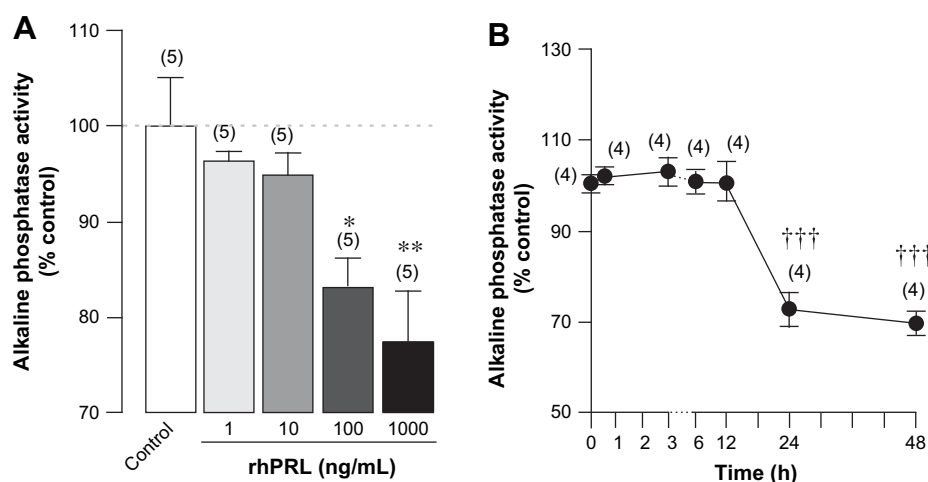 A
Alkaline phosphatase activity
(% control)
110
100
90
80
70
(5)
(5)
(5)
*
(5)
**
(5)
Control
1 10 100 1000
rhPRL (ng/mL)
B
Alkaline phosphatase activity
(% control)
130
110
90
70
50
(4)
(4)
(4)
(4)
(4)
†††
(4)
†††
(4)
0 1 2 3 6 12 24 48
Time (h)